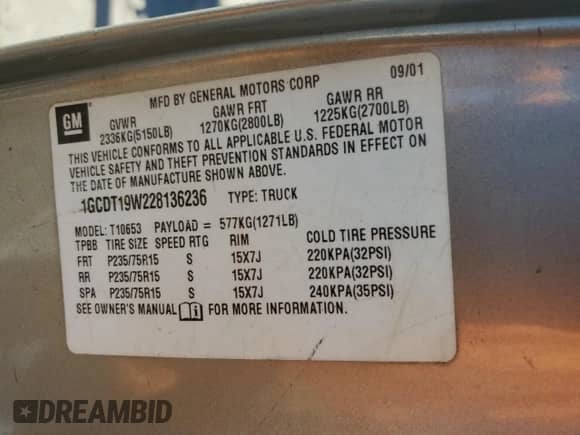 MFD BY GENERAL MOTORS CORP 09/01
GM GVWR GAWR FRT GAWR RR
2336KG(5150LB) 1270KG(2800LB) 1225KG(2700LB)
THIS VEHICLE CONFORMS TO ALL APPLICABLE U.S. FEDERAL MOTOR
VEHICLE SAFETY AND THEFT PREVENTION STANDARDS IN EFFECT ON
THE DATE OF MANUFACTURE SHOWN ABOVE.
1GCDT19W228136236 TYPE: TRUCK
MODEL: T10653 PAYLOAD = 577KG(1271LB)
TPBB TIRE SIZE SPEED RTG RIM COLD TIRE PRESSURE
FRT P235/75R15 S 15X7J 220KPA(32PSI)
RR P235/75R15 S 15X7J 220KPA(32PSI)
SPA P235/75R15 S 15X7J 240KPA(35PSI)
SEE OWNER'S MANUAL FOR MORE INFORMATION.
DREAMBID